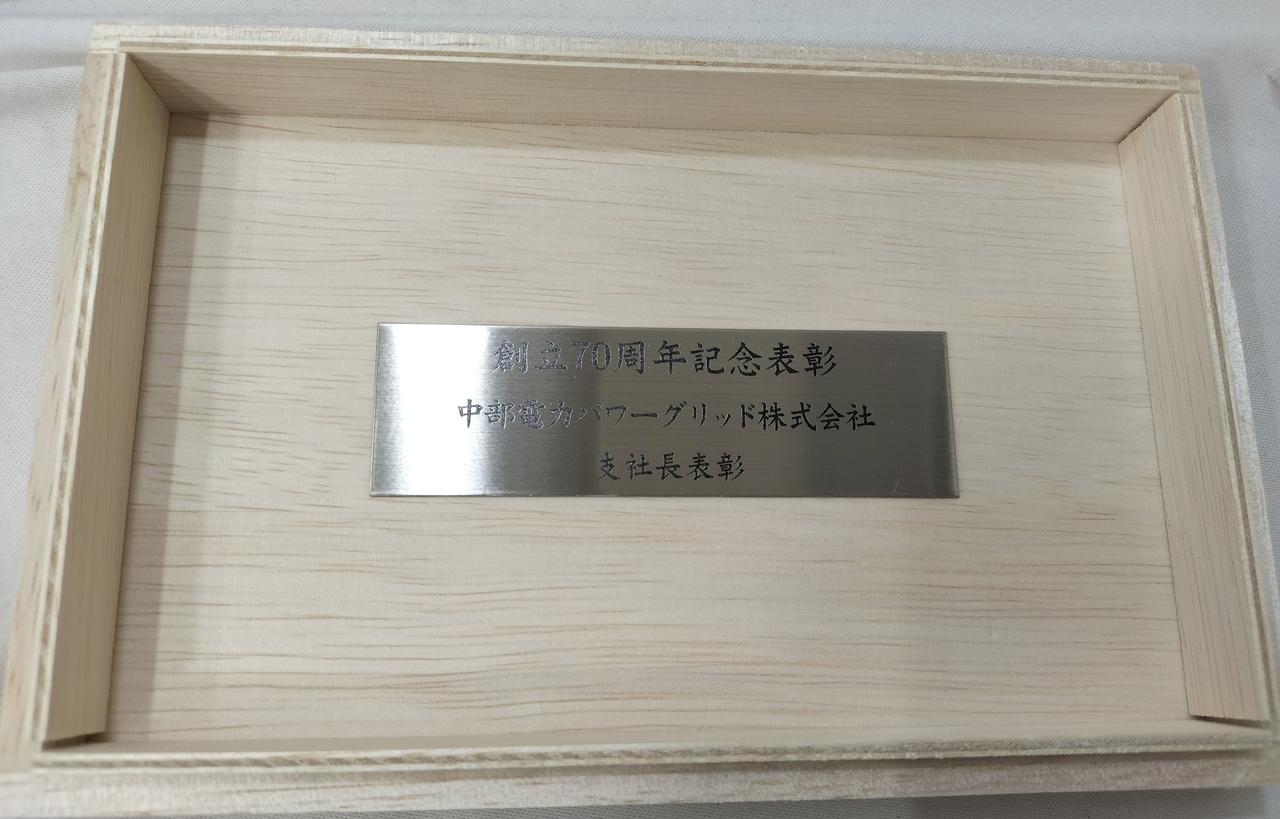 創立70周年記念表彰
中部電力パワーグリッド株式会社
支社長表彰